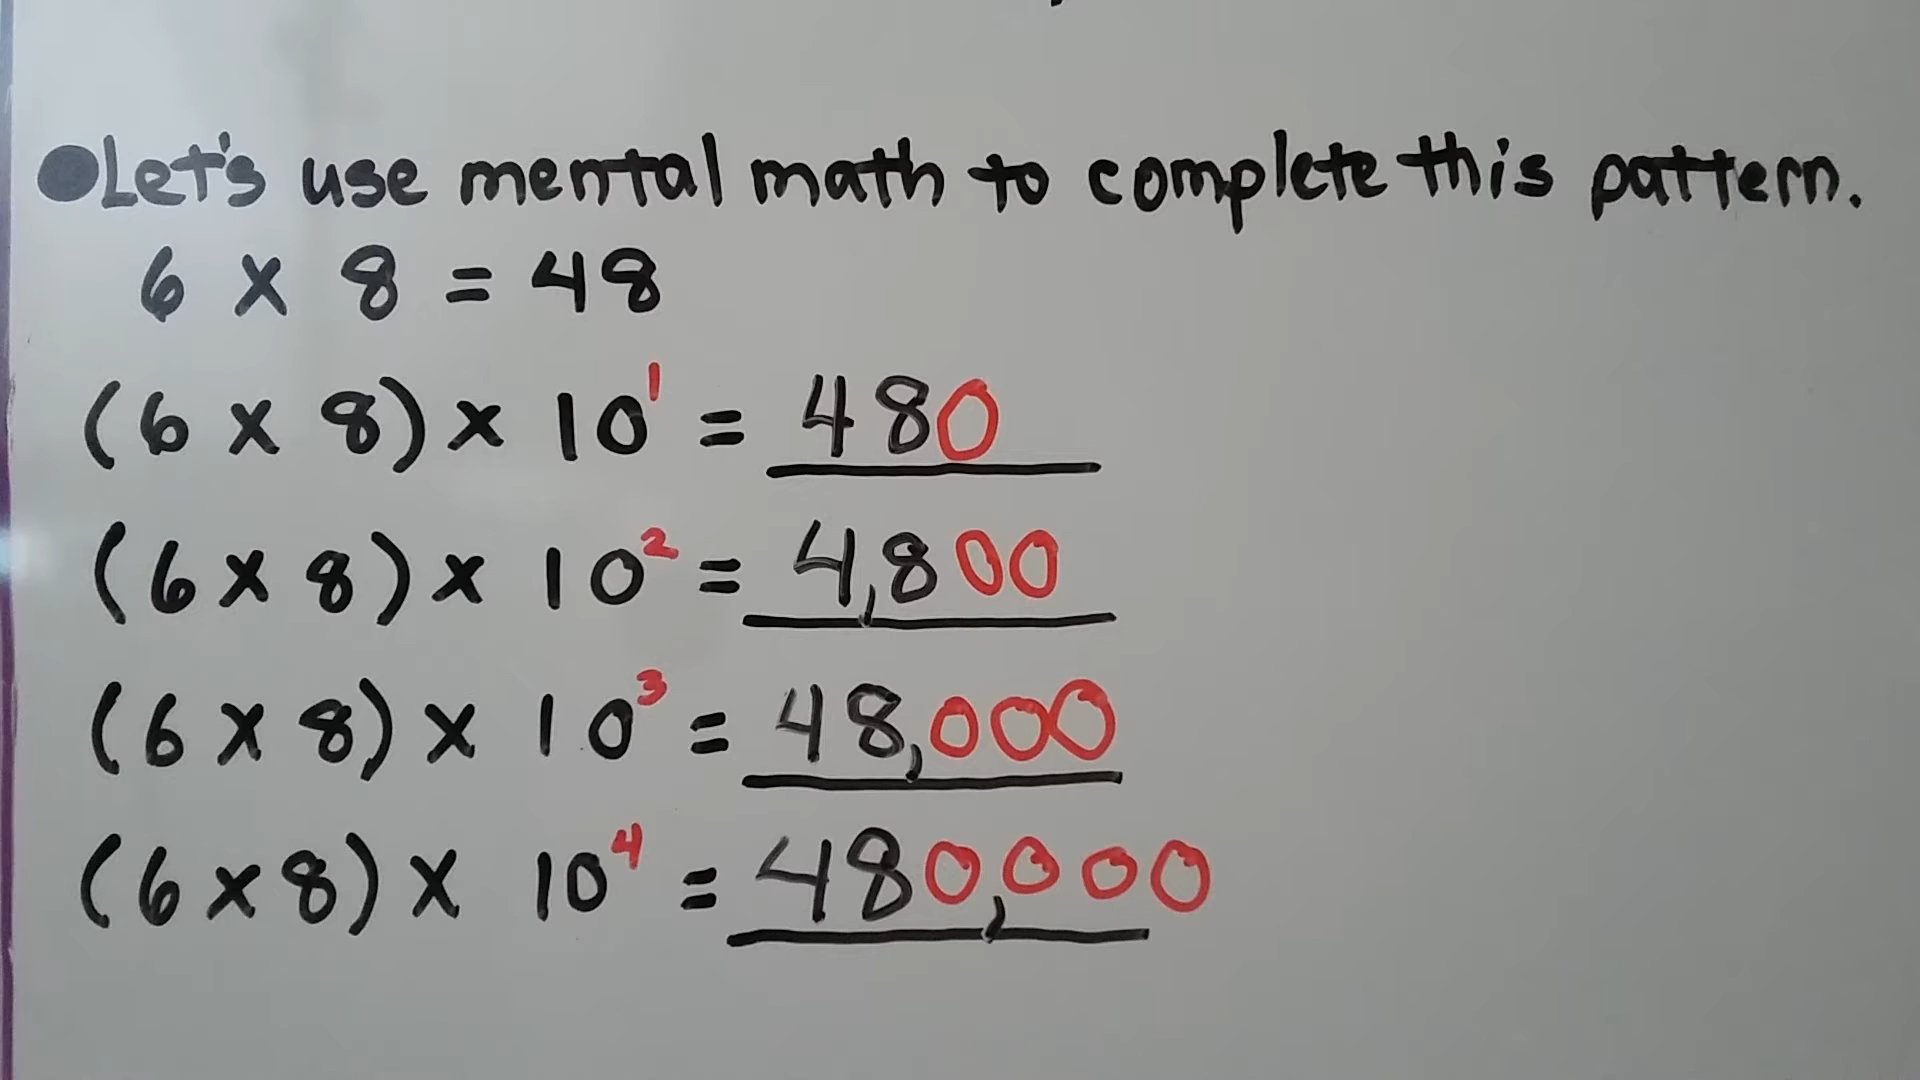 ●Let's use mental math to complete this pattern.
6 x 8 = 48
(6 x 8) x 10¹ = 480
(6 x 8) x 10² = 4,800
(6 x 8) x 10³ = 48,000
(6 x 8) x 10⁴ = 480,000